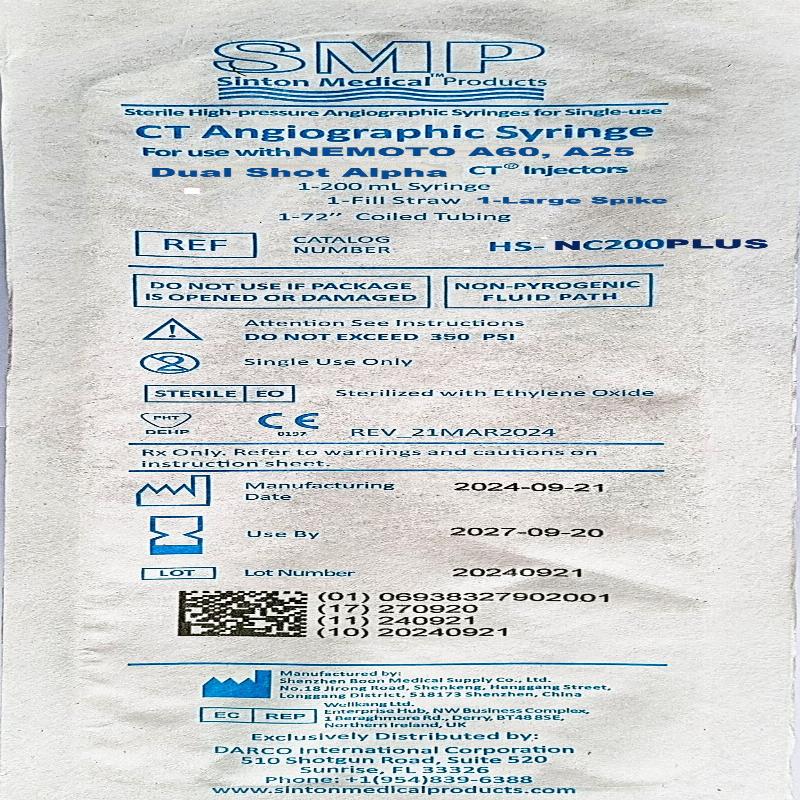 SMP
Sinton Medical™ Products
Sterile High-pressure Angiographic Syringes for Single-use
CT Angiographic Syringe
For use with NEMOTO A60, A25
Dual Shot Alpha CT® Injectors
1-200 mL Syringe
1-Fill Straw 1-Large Spike
1-72″ Coiled Tubing
REF CATALOG NUMBER HS- NC200PLUS
DO NOT USE IF PACKAGE IS OPENED OR DAMAGED
NON-PYROGENIC FLUID PATH
Attention See Instructions
DO NOT EXCEED 350 PSI
Single Use Only
STERILE EO Sterilized with Ethylene Oxide
PHT
DEHP
CE 0197 REV_21MAR2024
Rx Only. Refer to warnings and cautions on
instruction sheet.
Manufacturing Date 2024-09-21
Use By 2027-09-20
LOT Lot Number 20240921
(01) 06938327902001
(17) 270920
(11) 240921
(10) 20240921
Manufactured by:
Shenzhen Boon Medical Supply Co., Ltd.
No.18 Jirong Road, Shenkeng, Henggang Street,
Longgang District, 518173 Shenzhen, China
EC REP
Wellkang Ltd.
Enterprise Hub, NW Business Complex,
1 Beraghmore Rd., Derry, BT48 8SE,
Northern Ireland, UK
Exclusively Distributed by:
DARCO International Corporation
510 Shotgun Road, Suite 520
Sunrise, FL 33326
Phone: +1(954)839-6388
www.sintonmedicalproducts.com